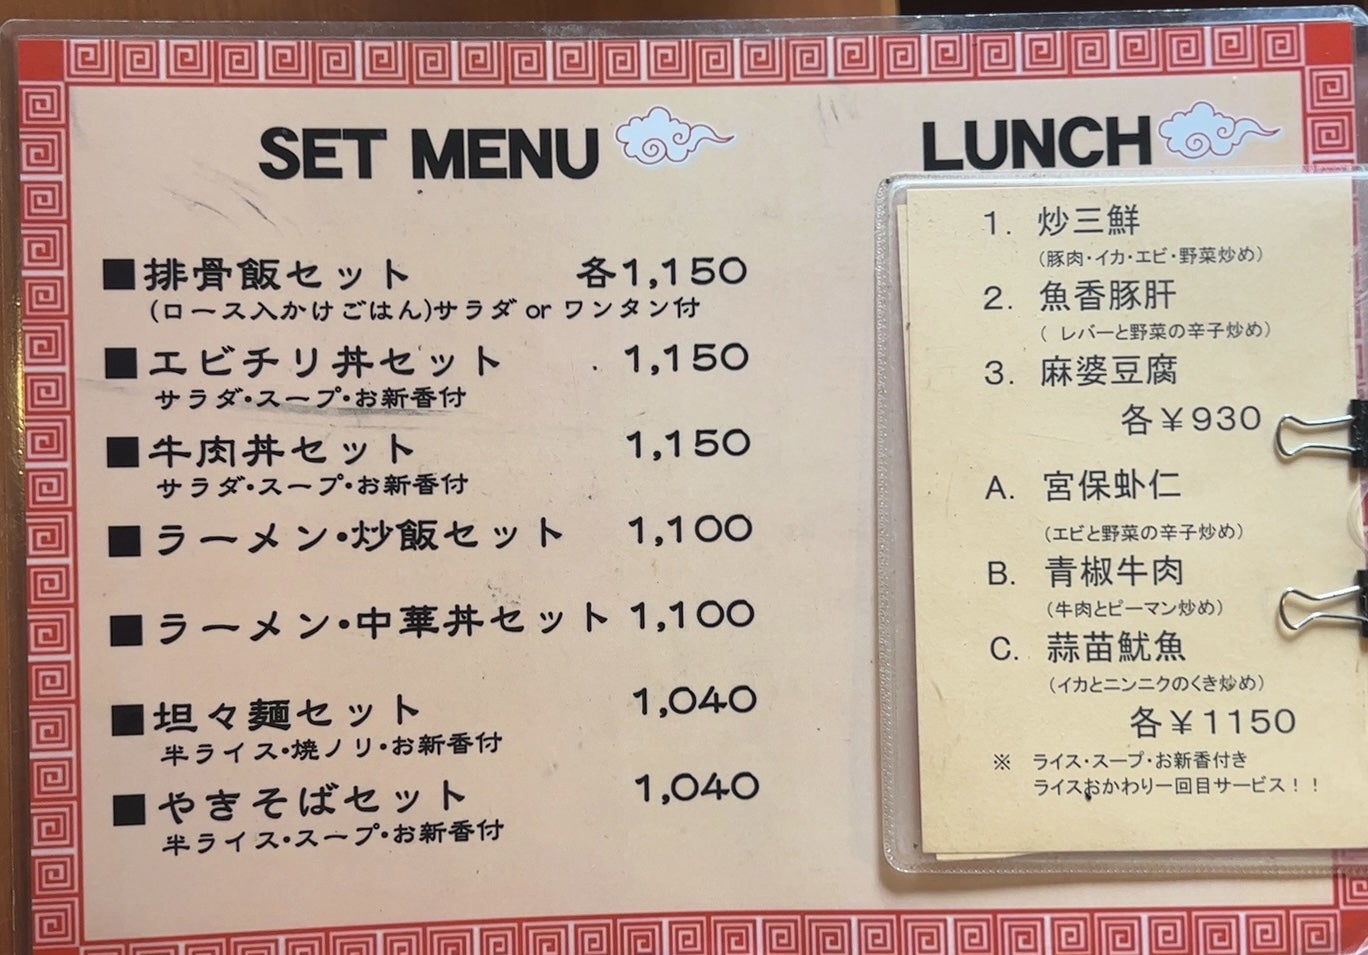 SET MENU
■排骨飯セット 各1,150
(ロース入かけごはん)サラダ or ワンタン付
■エビチリ丼セット 1,150
サラダ・スープ・お新香付
■牛肉丼セット 1,150
サラダ・スープ・お新香付
■ラーメン・炒飯セット 1,100
■ラーメン・中華丼セット 1,100
■坦々麺セット 1,040
半ライス・焼ノリ・お新香付
■やきそばセット 1,040
半ライス・スープ・お新香付
LUNCH
1. 炒三鮮
(豚肉・イカ・エビ・野菜炒め)
2. 魚香豚肝
( レバーと野菜の辛子炒め)
3. 麻婆豆腐
各￥930
A. 宮保蝦仁
(エビと野菜の辛子炒め)
B. 青椒牛肉
(牛肉とピーマン炒め)
C. 蒜苗魷魚
(イカとニンニクのくき炒め)
各￥1150
※ ライス・スープ・お新香付き
ライスおかわり一回目サービス！！